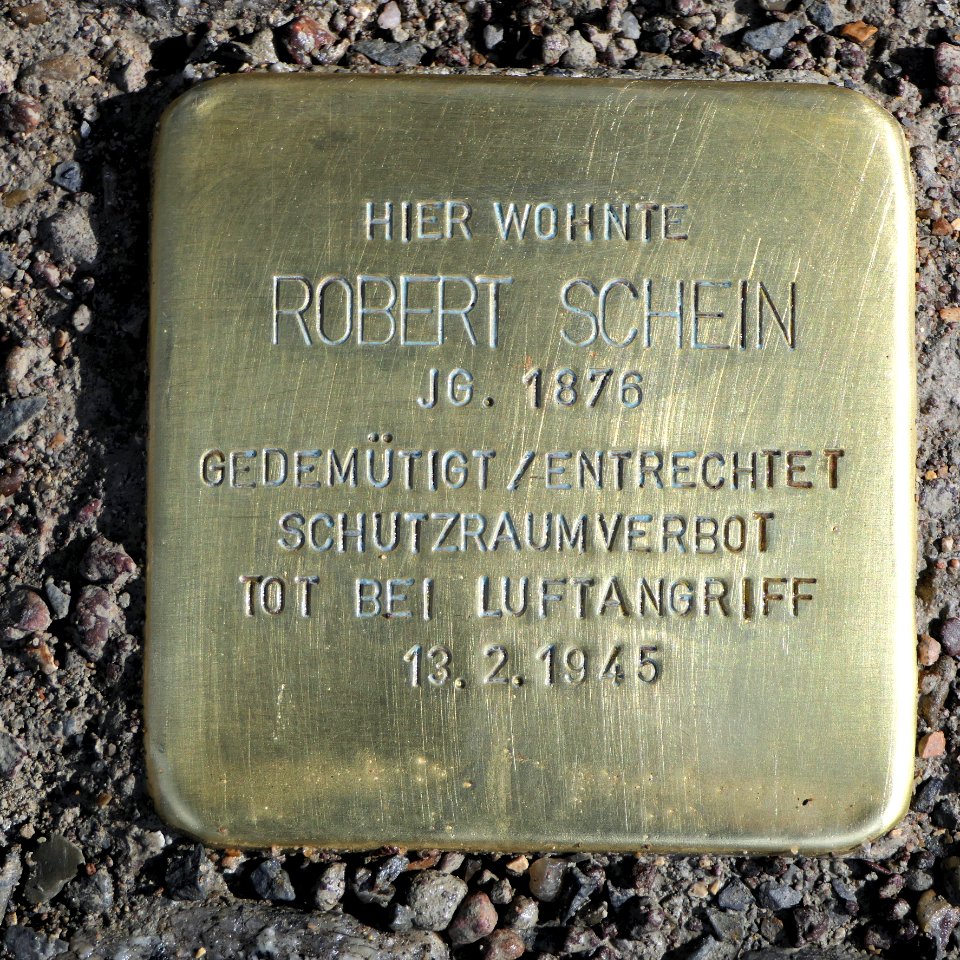 HIER WOHNTE
ROBERT SCHEIN
JG. 1876
GEDEMÜTIGT/ENTRECHTET
SCHUTZRAUMVERBOT
TOT BEI LUFTANGRIFF
13.2.1945